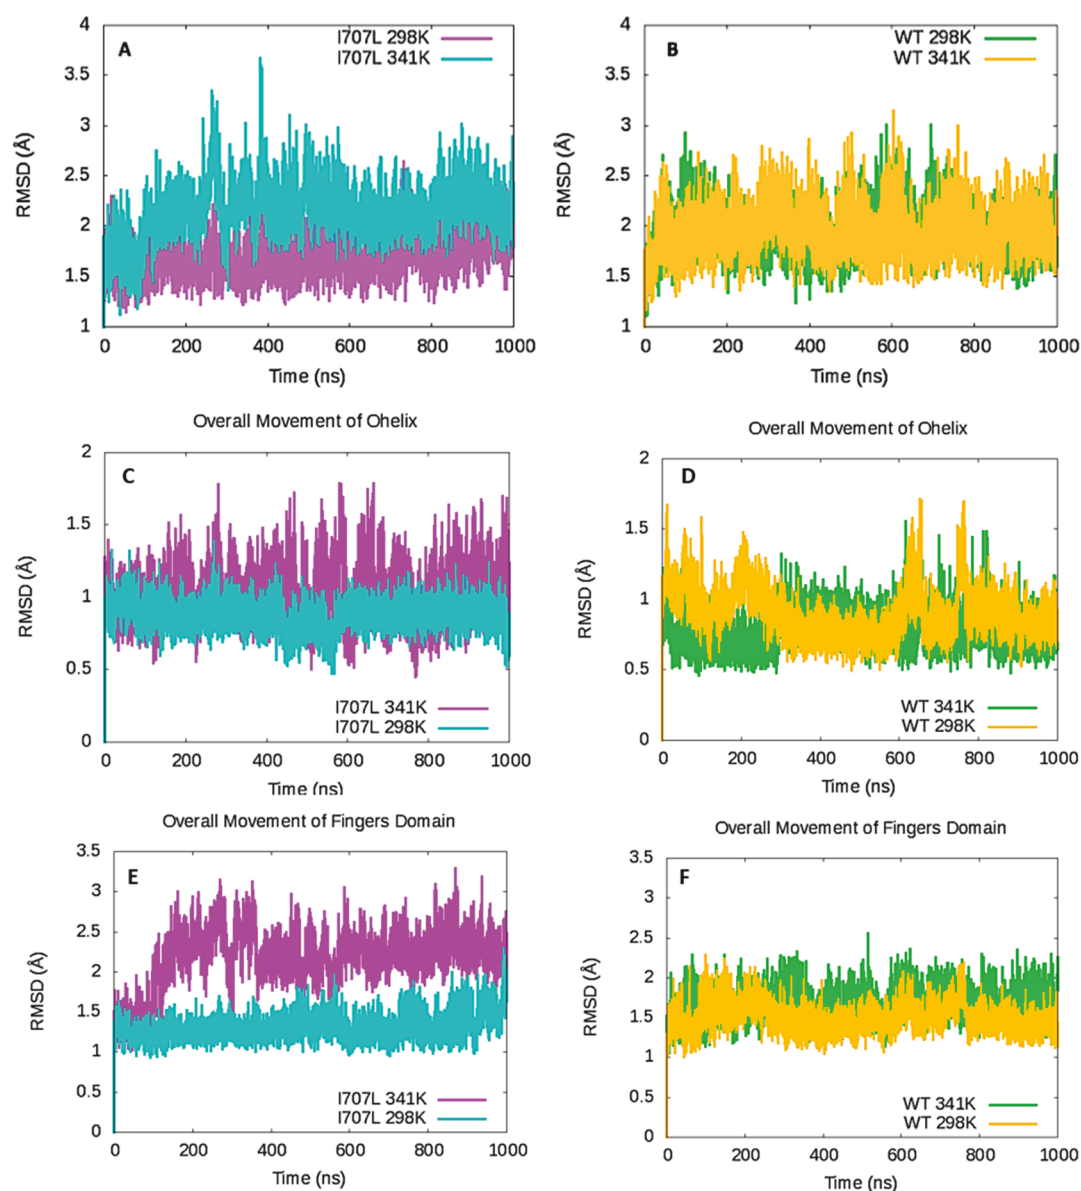 A
I707L 298K
I707L 341K
4
3.5
3
2.5
2
1.5
1
RMSD (Å)
0 200 400 600 800 1000
Time (ns)
B
WT 298K
WT 341K
4
3.5
3
2.5
2
1.5
1
RMSD (Å)
0 200 400 600 800 1000
Time (ns)
Overall Movement of Ohelix
C
2
1.5
1
0.5
0
RMSD (Å)
I707L 341K
I707L 298K
0 200 400 600 800 1000
Time (ns)
Overall Movement of Ohelix
D
2
1.5
1
0.5
0
RMSD (Å)
WT 341K
WT 298K
0 200 400 600 800 1000
Time (ns)
Overall Movement of Fingers Domain
E
3.5
3
2.5
2
1.5
1
0.5
0
RMSD (Å)
I707L 341K
I707L 298K
0 200 400 600 800 1000
Time (ns)
Overall Movement of Fingers Domain
F
3.5
3
2.5
2
1.5
1
0.5
0
RMSD (Å)
WT 341K
WT 298K
0 200 400 600 800 1000
Time (ns)